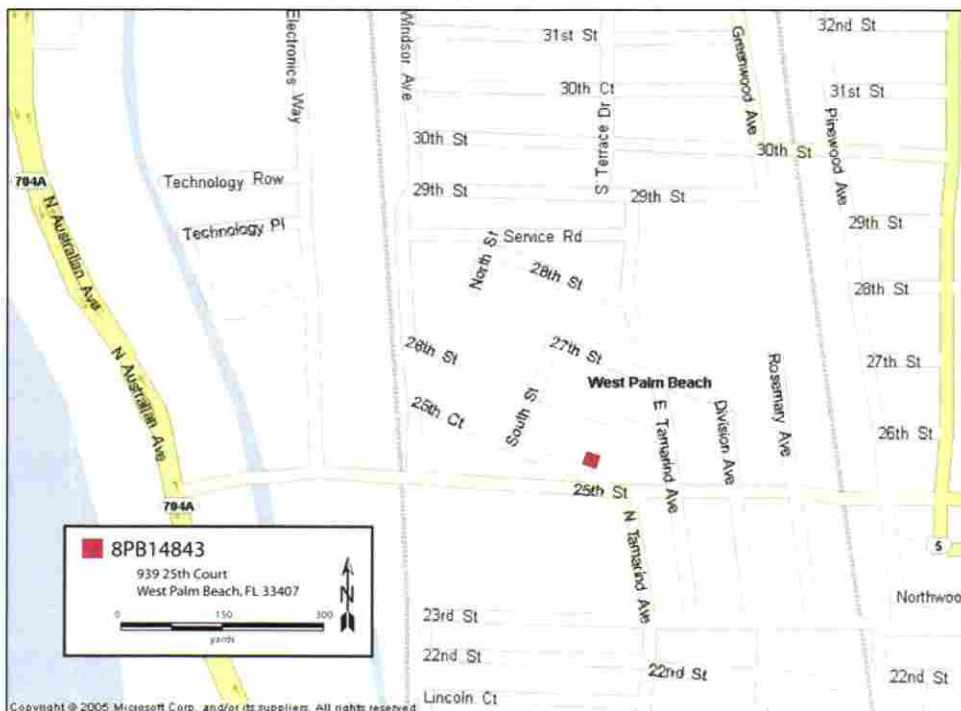 Electronics Way
Windsor Ave
31st St
Greenwood Ave
32nd St
30th Ct
31st St
S Terrace Dr
Pinewood Ave
30th St
30th St
704A
Technology Row
29th St
29th St
29th St
Technology Pl
Service Rd
North St
28th St
28th St
N Australian Ave
N Australian Ave
28th St
27th St
27th St
West Palm Beach
Rosemary Ave
25th Ct
South St
E Tamarind Ave
Division Ave
26th St
25th St
704A
N Tamarind Ave
5
8PB14843
939 25th Court
West Palm Beach, FL 33407
N
0 150 300
yards
Northwoo
23rd St
22nd St
22nd St
22nd St
Lincoln Ct
Copyright © 2005 Microsoft Corp. and/or its suppliers. All rights reserved